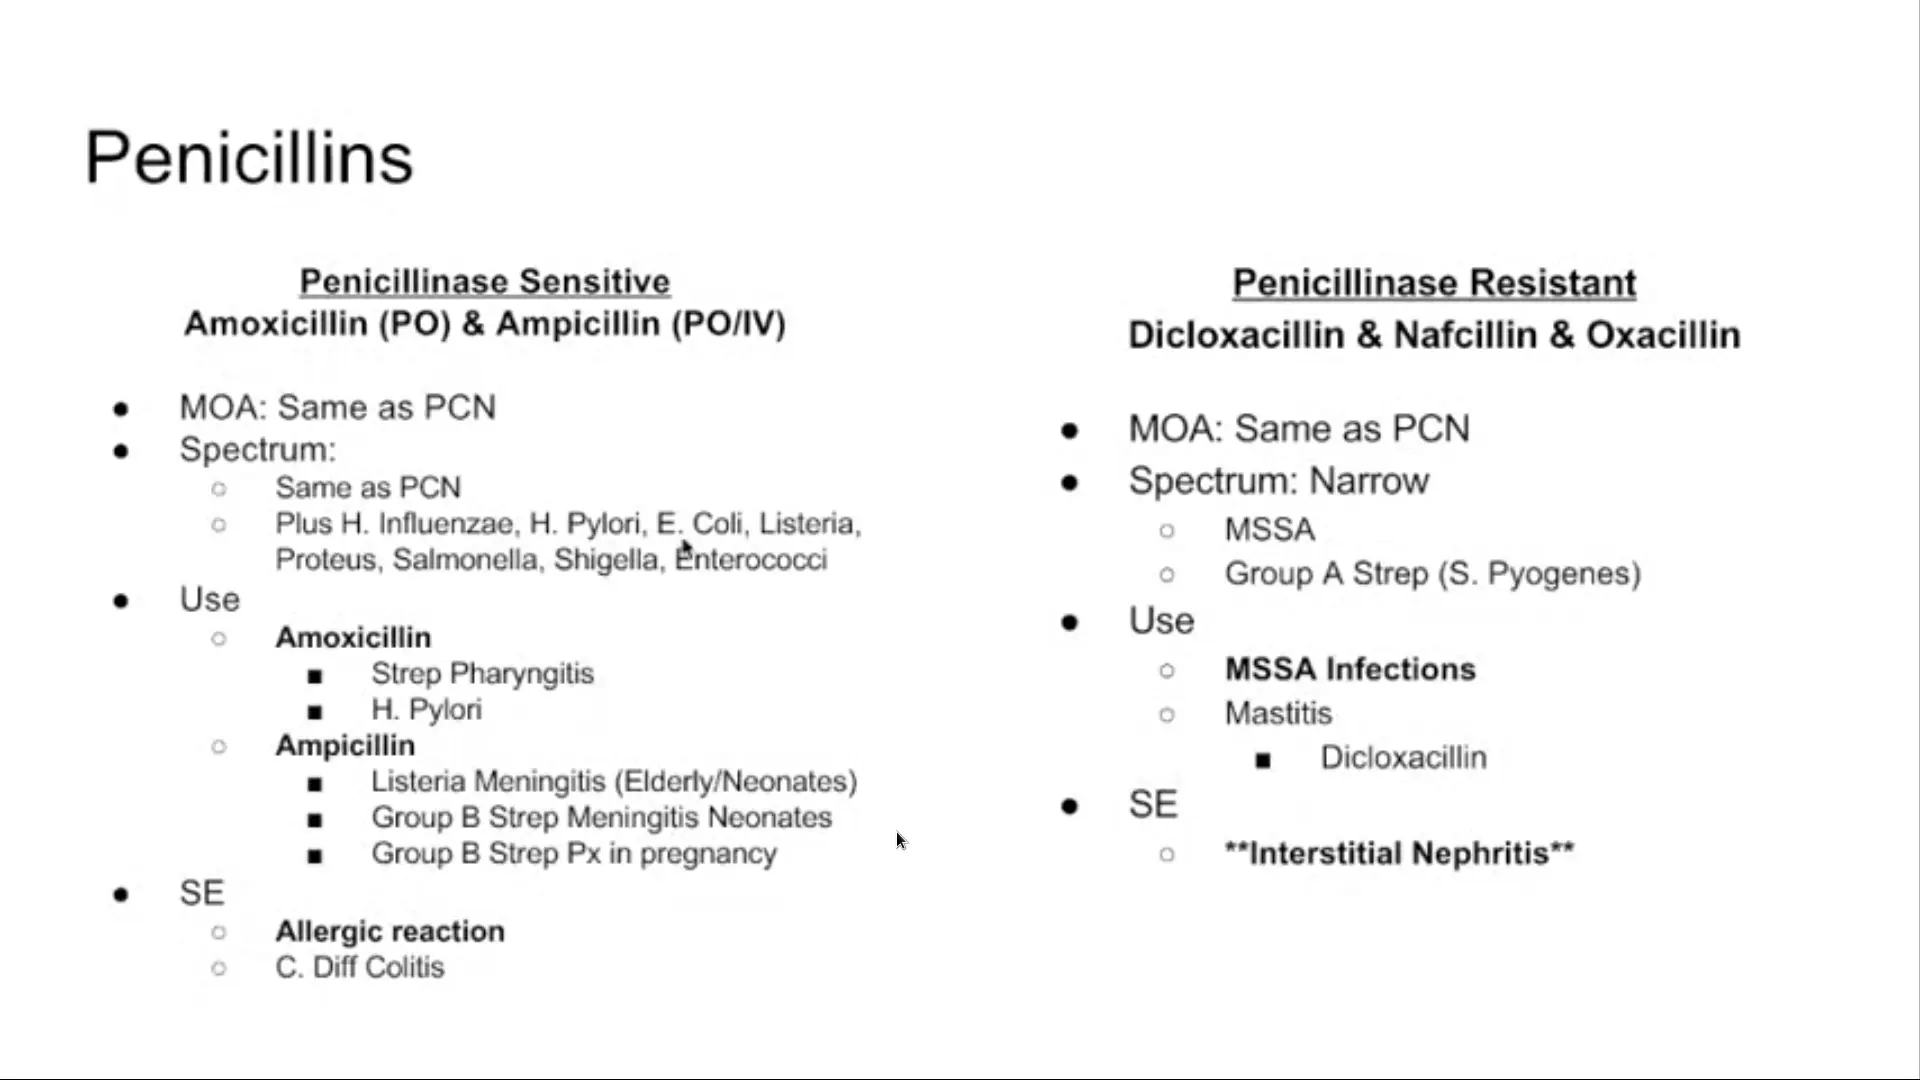 Penicillins
Penicillinase Sensitive
Amoxicillin (PO) & Ampicillin (PO/IV)
● MOA: Same as PCN
● Spectrum:
○ Same as PCN
○ Plus H. Influenzae, H. Pylori, E. Coli, Listeria,
Proteus, Salmonella, Shigella, Enterococci
● Use
○ Amoxicillin
■ Strep Pharyngitis
■ H. Pylori
○ Ampicillin
■ Listeria Meningitis (Elderly/Neonates)
■ Group B Strep Meningitis Neonates
■ Group B Strep Px in pregnancy
● SE
○ Allergic reaction
○ C. Diff Colitis
Penicillinase Resistant
Dicloxacillin & Nafcillin & Oxacillin
● MOA: Same as PCN
● Spectrum: Narrow
○ MSSA
○ Group A Strep (S. Pyogenes)
● Use
○ MSSA Infections
○ Mastitis
■ Dicloxacillin
● SE
○ **Interstitial Nephritis**